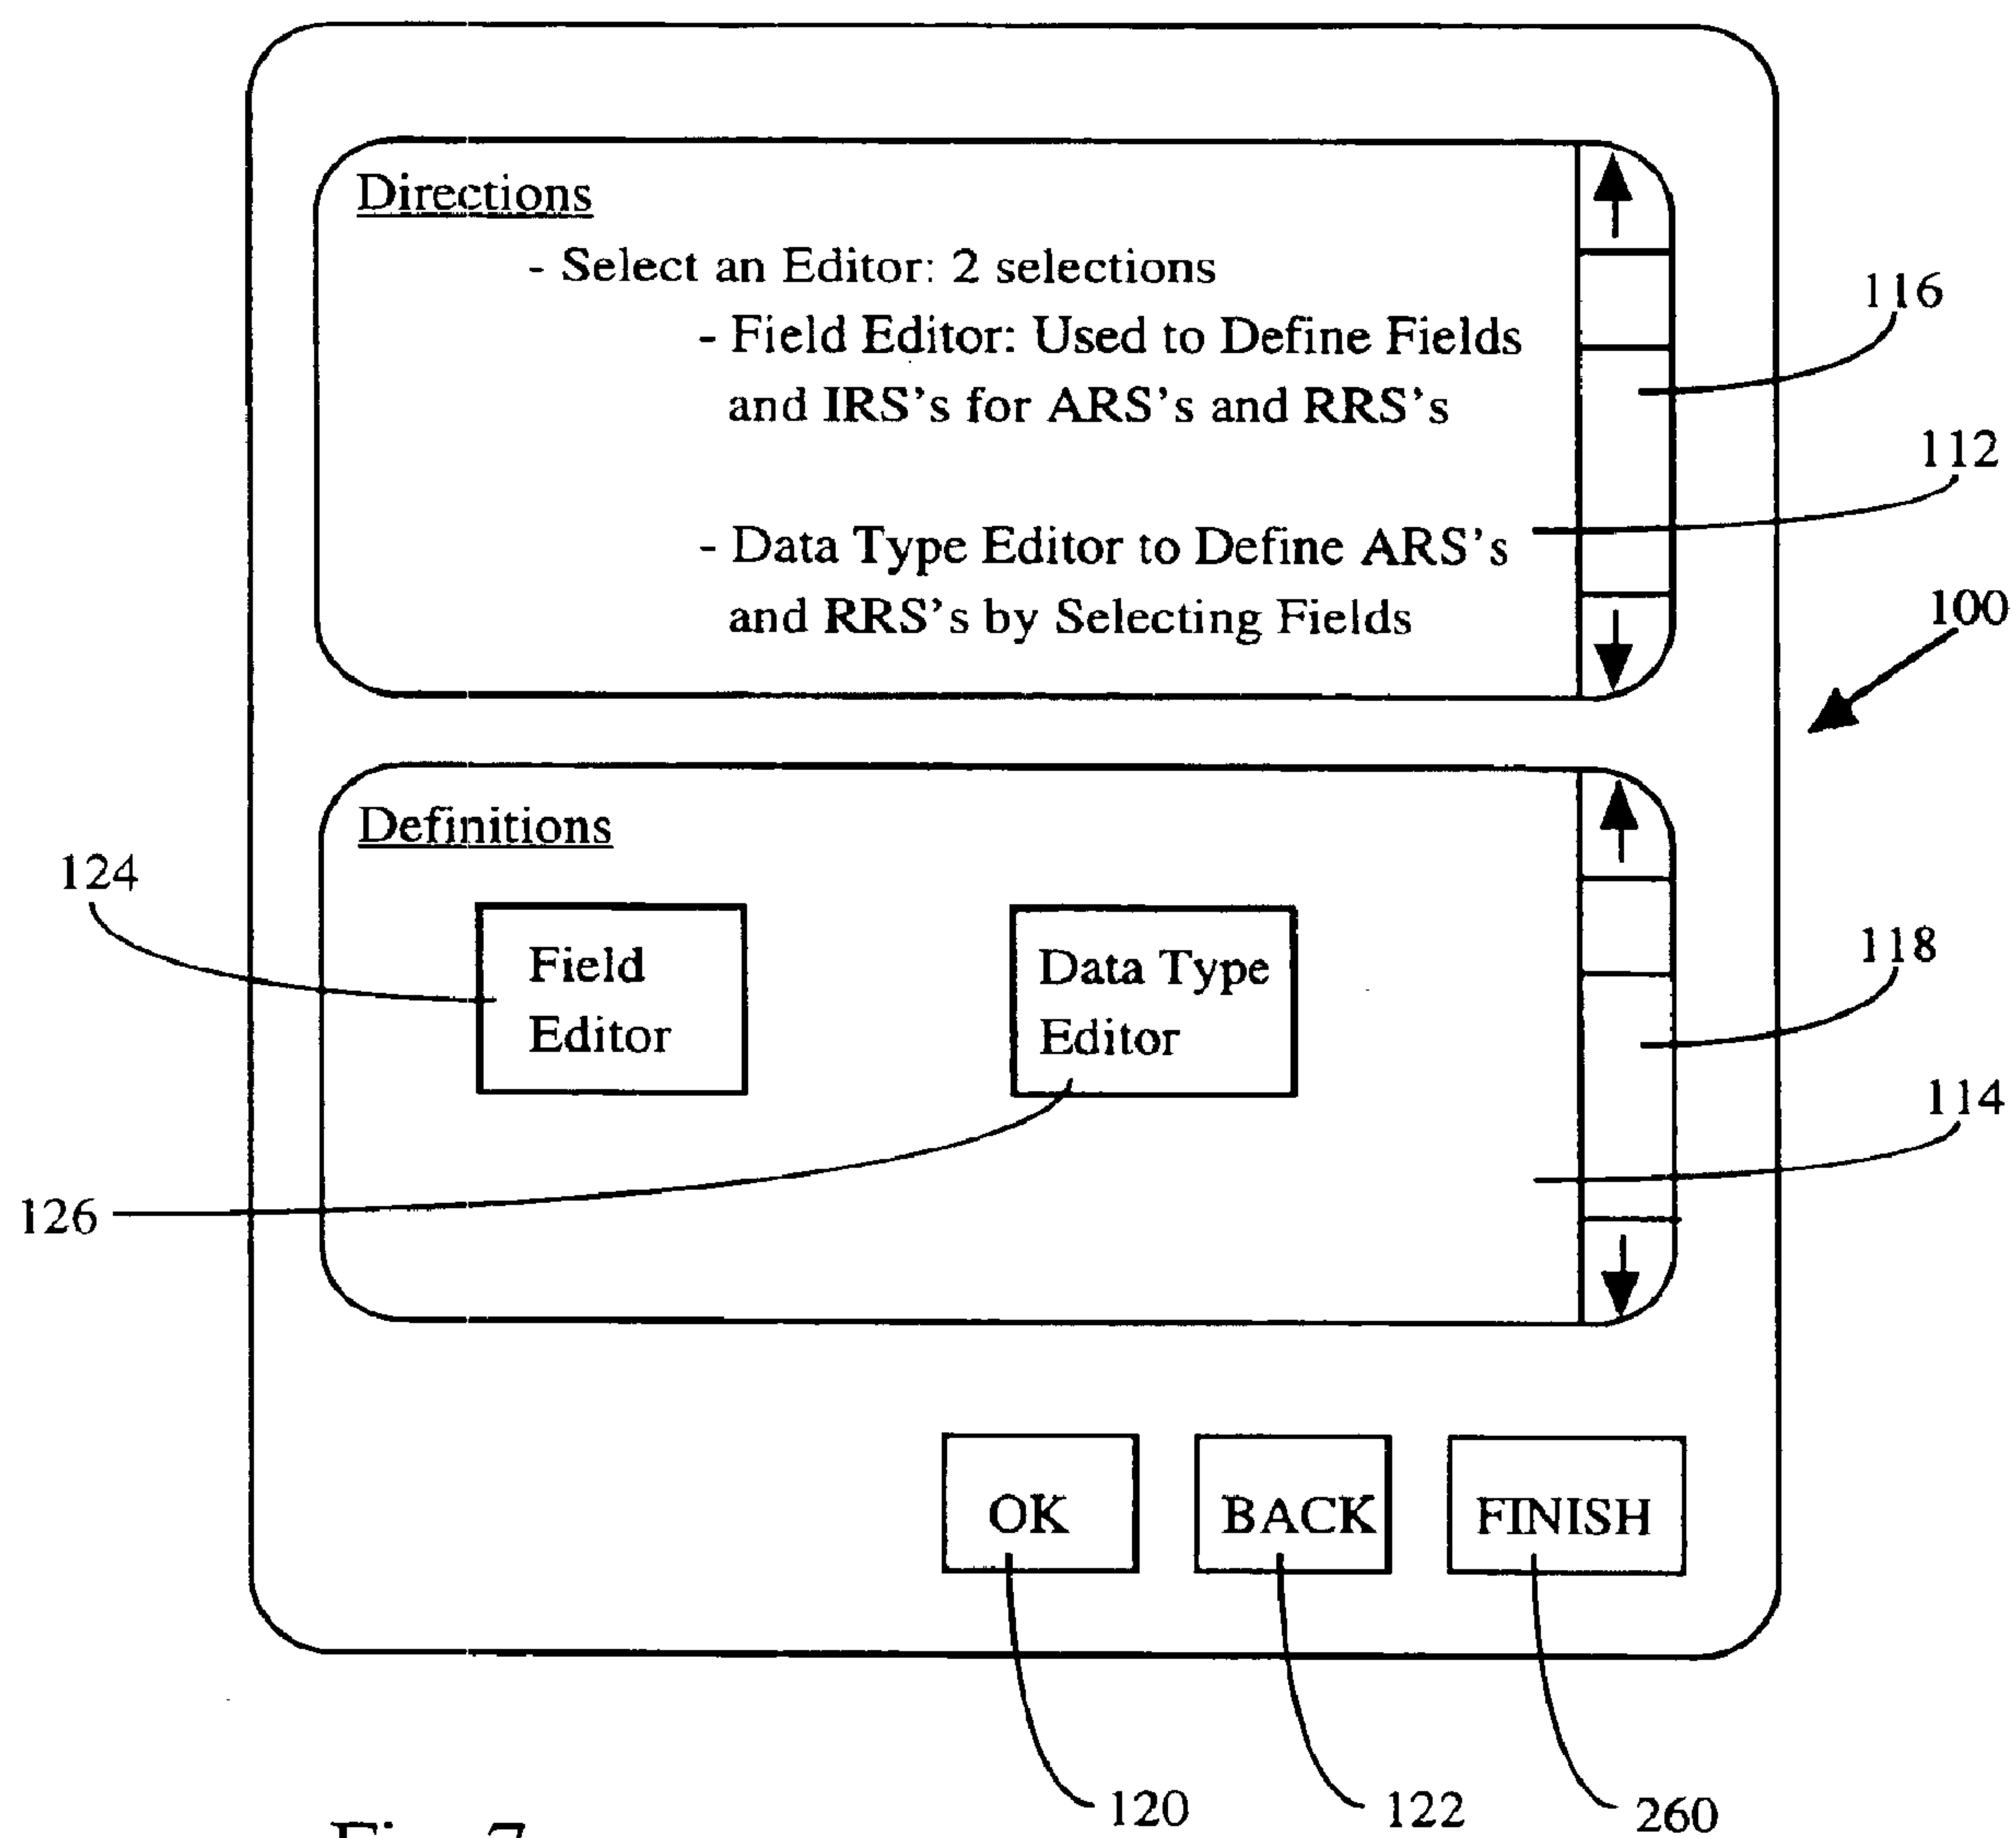 Directions
- Select an Editor: 2 selections
- Field Editor: Used to Define Fields
and IRS's for ARS's and RRS's
- Data Type Editor to Define ARS's
and RRS's by Selecting Fields
116
112
100
Definitions
124
Field
Editor
Data Type
Editor
118
114
126
OK
BACK
FINISH
120
122
260
Fig. 7